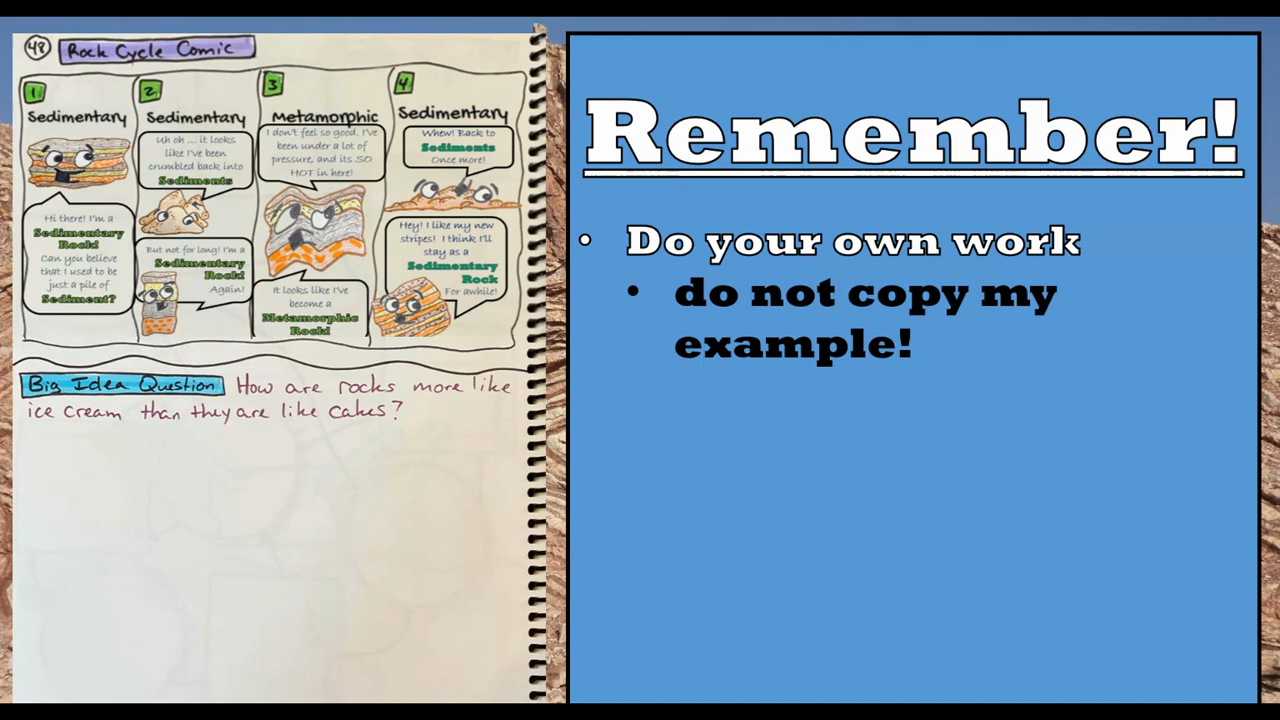 48 Rock Cycle Comic
1
Sedimentary
Hi there! I'm a
Sedimentary
Rock!
Can you believe
that I used to be
just a pile of
Sediment?
2
Sedimentary
Uh oh ... it looks
like I've been
crumbled back into
Sediments
But not for long! I'm a
Sedimentary
Rock!
Again!
3
Metamorphic
I don't feel so good. I've
been under a lot of
pressure, and its SO
HOT in here!
It looks like I've
become a
Metamorphic
Rock!
4
Sedimentary
Whew! Back to
Sediments
Once more!
Hey! I like my new
stripes! I think I'll
stay as a
Sedimentary
Rock
For awhile!
Big Idea Question How are rocks more like
ice cream than they are like cakes?
Remember!
• Do your own work
• do not copy my
example!